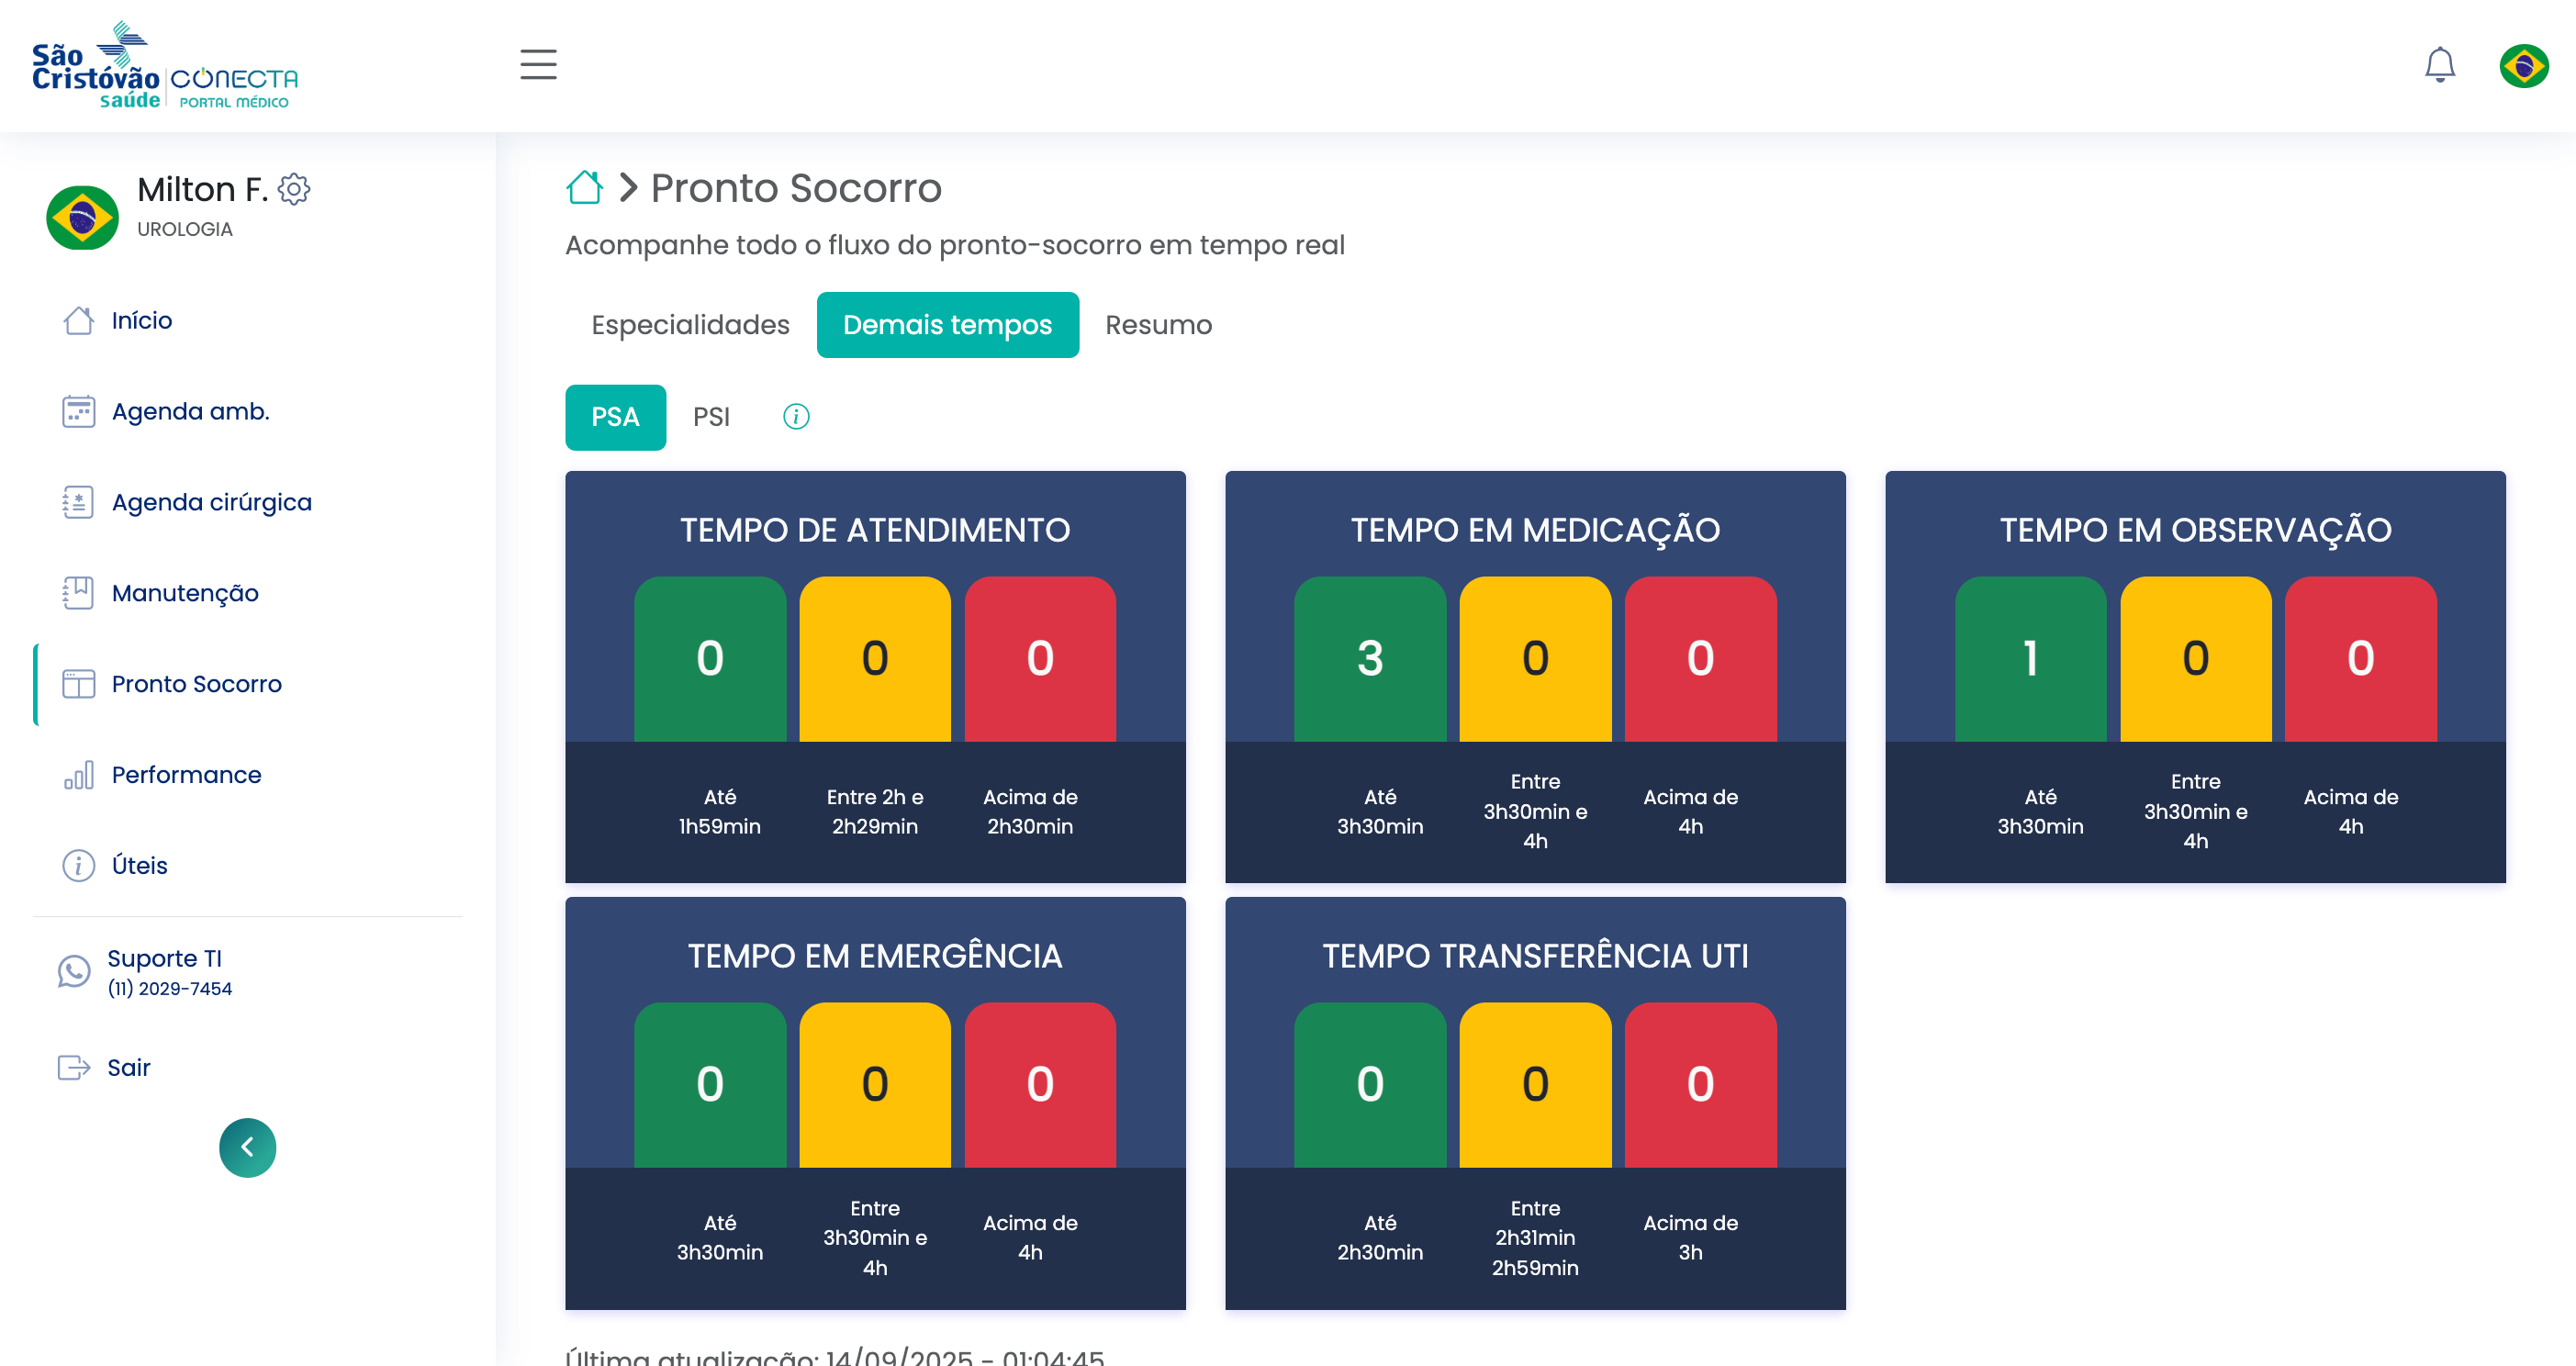 São
Cristóvão
saúde
CONECTA
PORTAL MÉDICO
Milton F.
UROLOGIA
Início
Agenda amb.
Agenda cirúrgica
Manutenção
Pronto Socorro
Performance
Úteis
Suporte TI
(11) 2029-7454
Sair
Pronto Socorro
Acompanhe todo o fluxo do pronto-socorro em tempo real
Especialidades Demais tempos Resumo
PSA PSI
TEMPO DE ATENDIMENTO
0 0 0
Até
1h59min
Entre 2h e
2h29min
Acima de
2h30min
TEMPO EM MEDICAÇÃO
3 0 0
Até
3h30min
Entre
3h30min e
4h
Acima de
4h
TEMPO EM OBSERVAÇÃO
1 0 0
Até
3h30min
Entre
3h30min e
4h
Acima de
4h
TEMPO EM EMERGÊNCIA
0 0 0
Até
3h30min
Entre
3h30min e
4h
Acima de
4h
TEMPO TRANSFERÊNCIA UTI
0 0 0
Até
2h30min
Entre
2h31min
2h59min
Acima de
3h
Última atualização: 14/09/2025 - 01:04:45